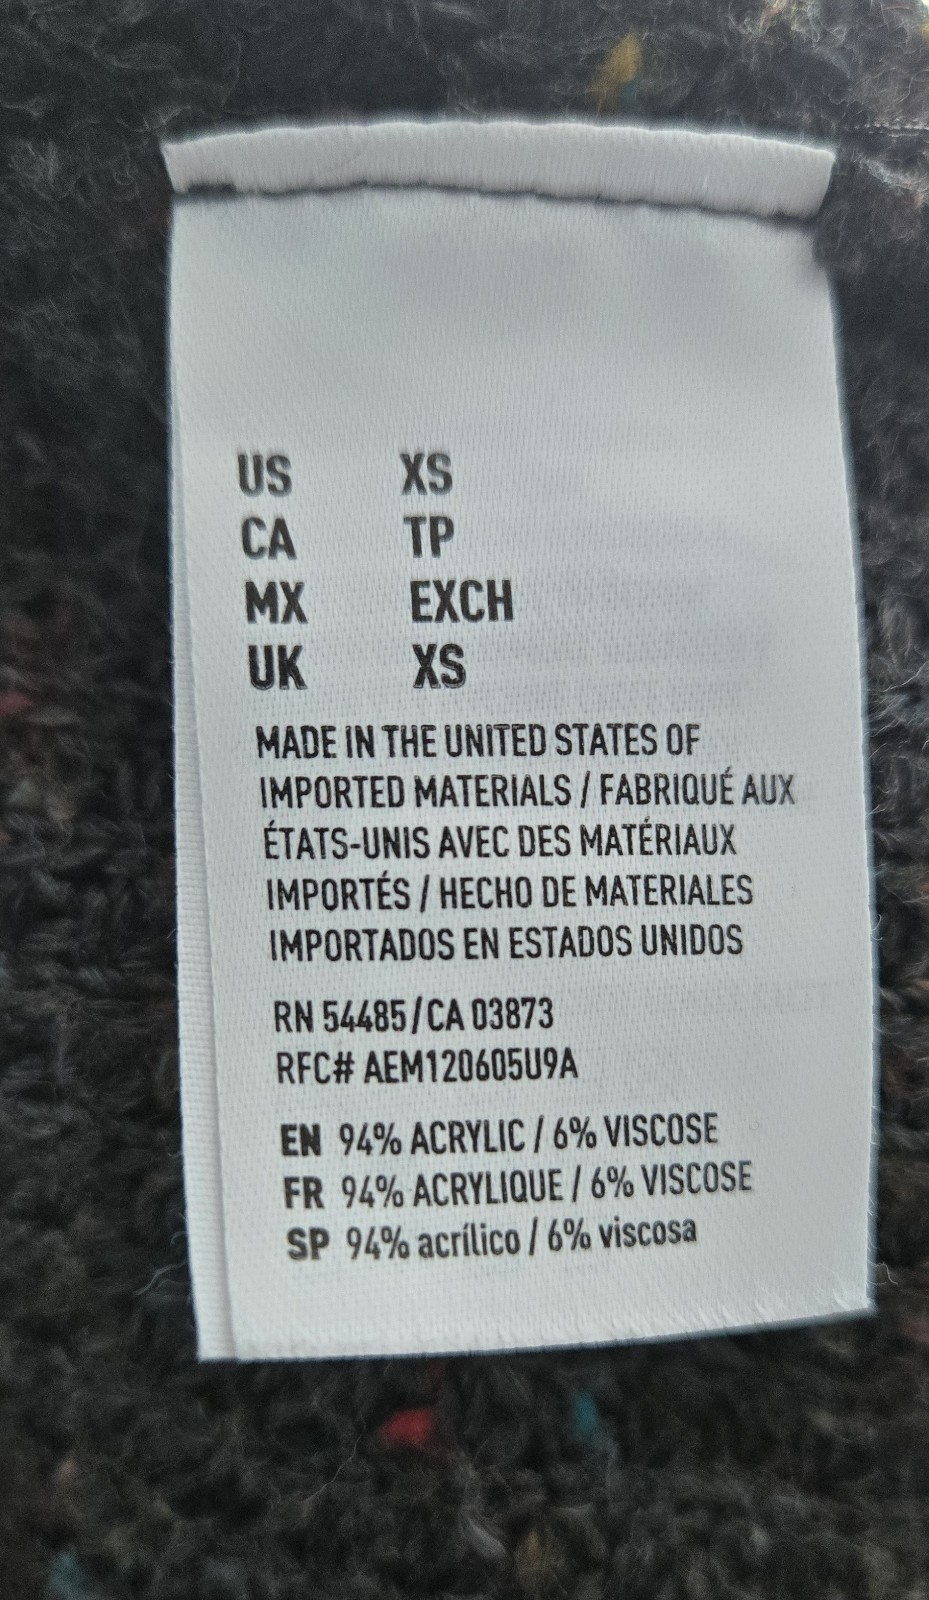 US XS
CA TP
MX EXCH
UK XS
MADE IN THE UNITED STATES OF
IMPORTED MATERIALS / FABRIQUÉ AUX
ÉTATS-UNIS AVEC DES MATÉRIAUX
IMPORTÉS / HECHO DE MATERIALES
IMPORTADOS EN ESTADOS UNIDOS
RN 54485/CA 03873
RFC# AEM120605U9A
EN 94% ACRYLIC / 6% VISCOSE
FR 94% ACRYLIQUE / 6% VISCOSE
SP 94% acrílico / 6% viscosa